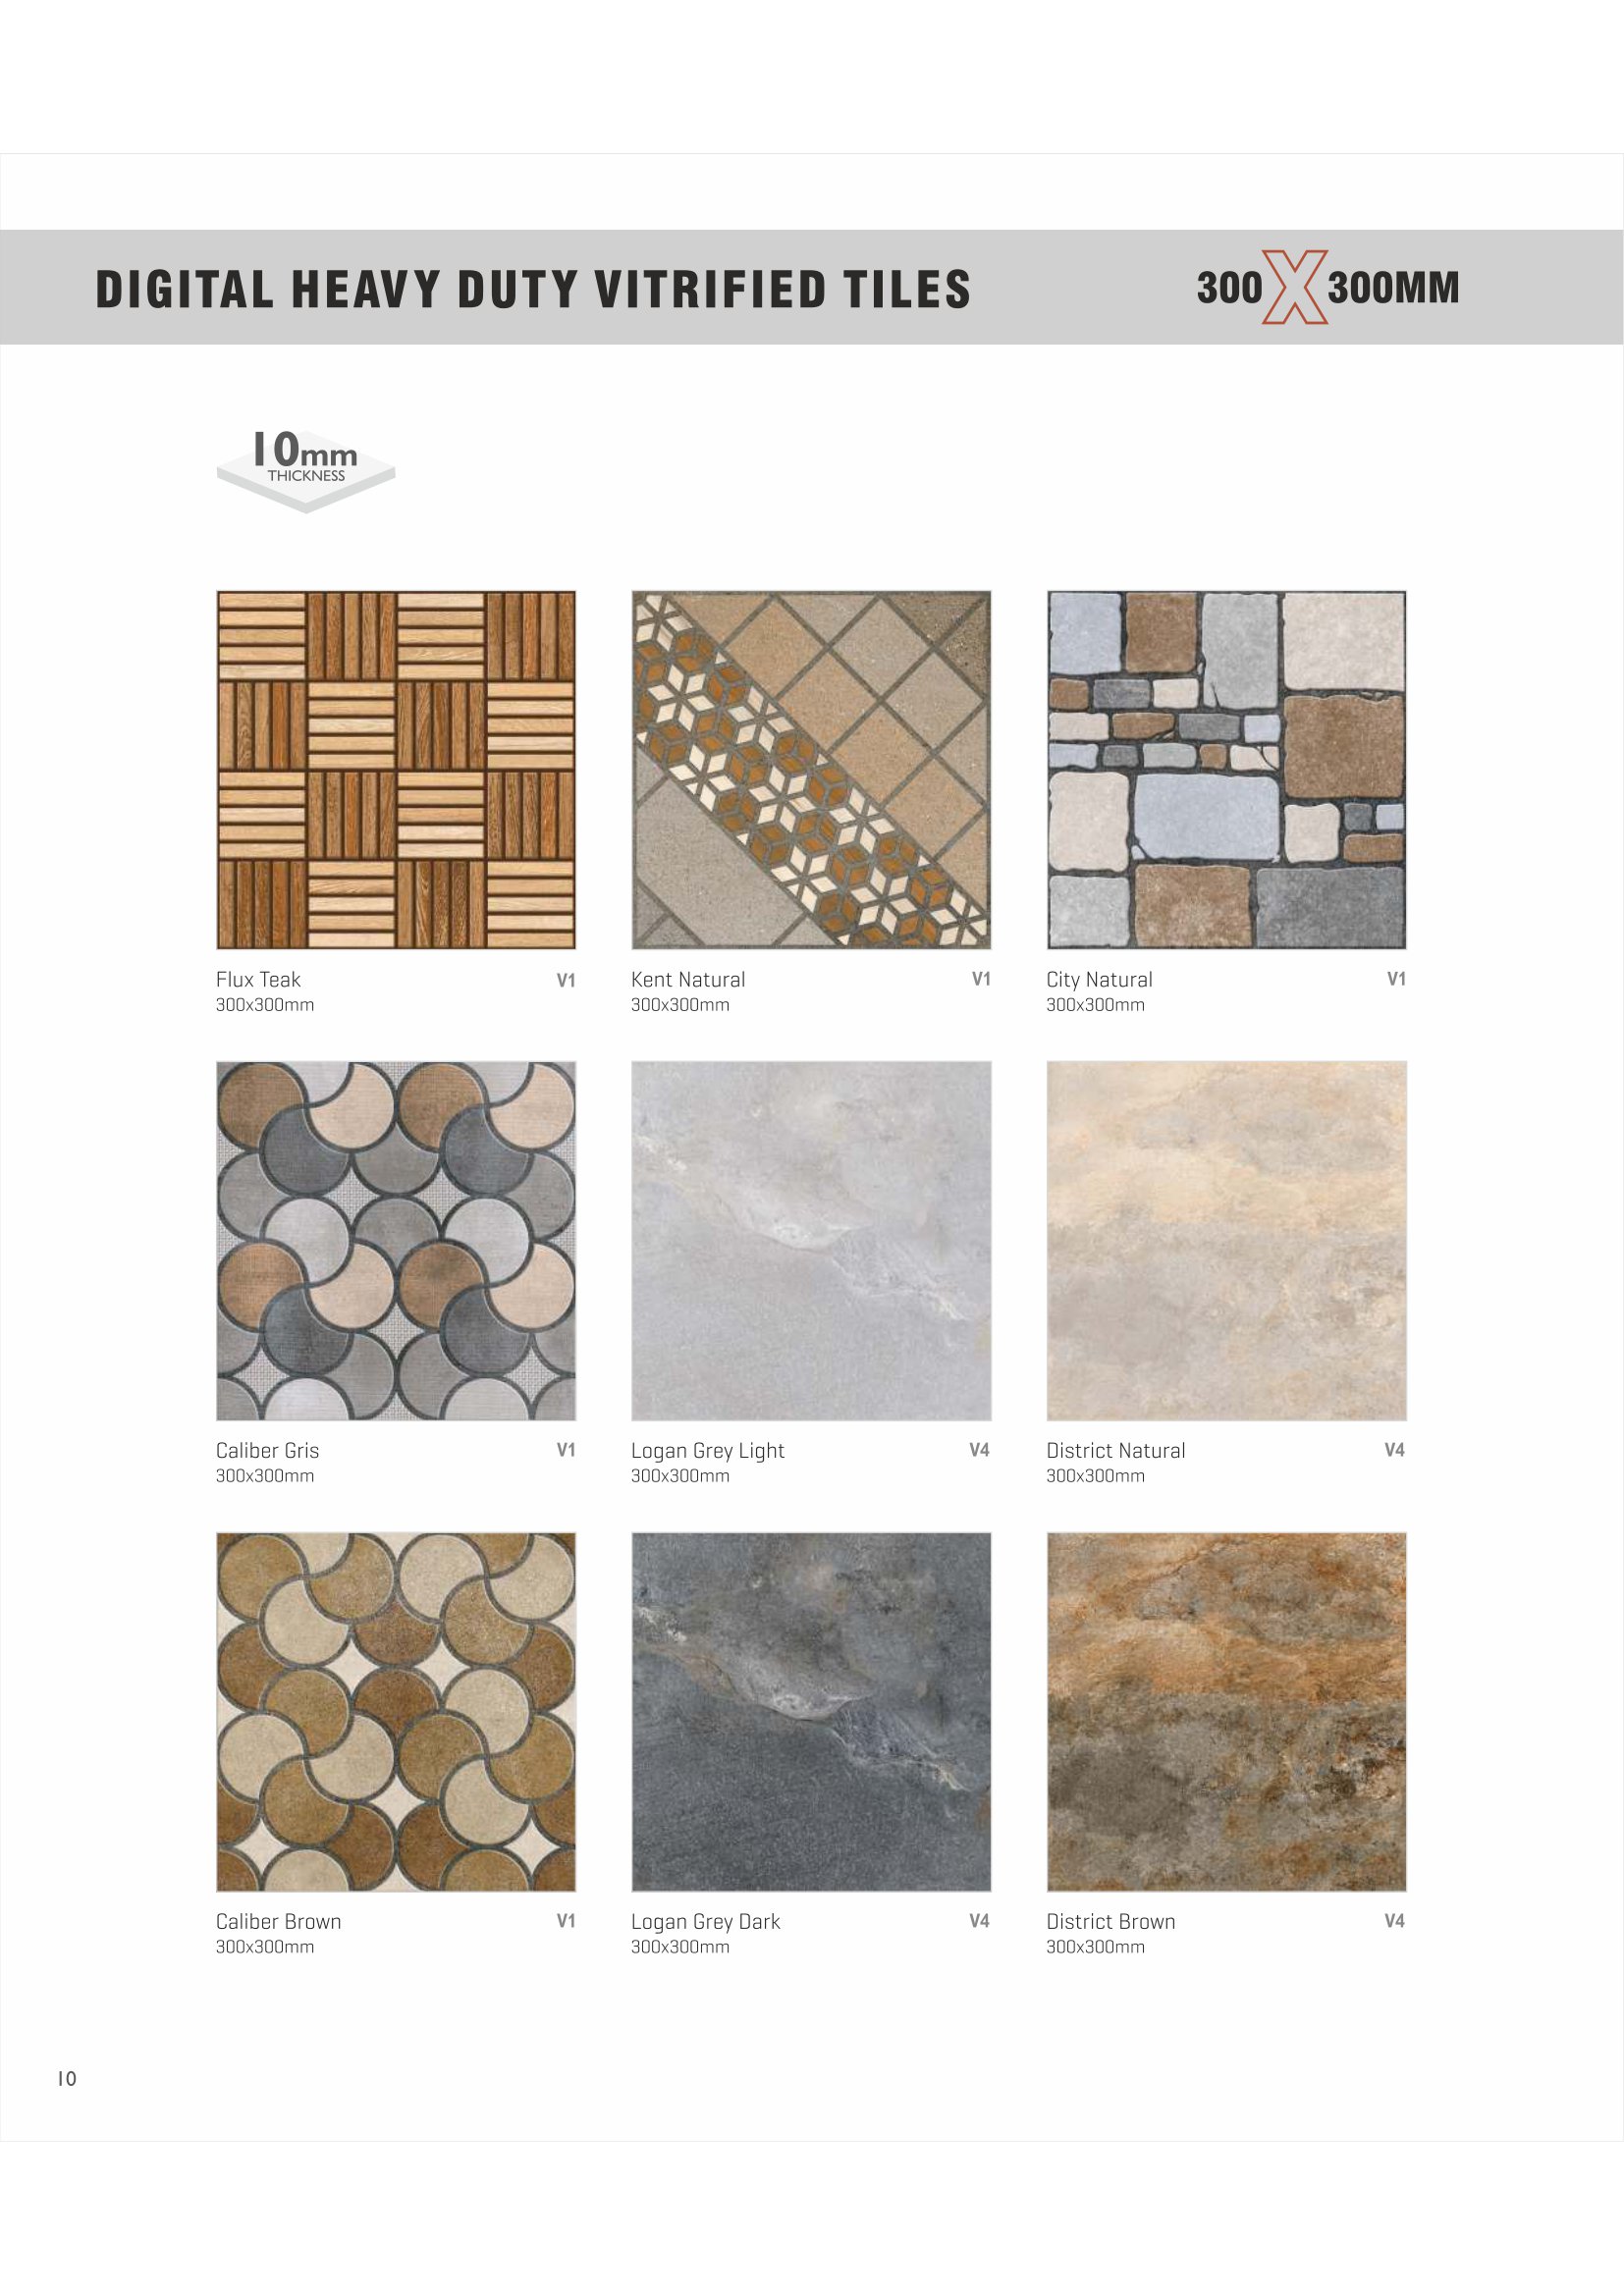 DIGITAL HEAVY DUTY VITRIFIED TILES
300X300MM
10mm
THICKNESS
Flux Teak V1
300x300mm
Kent Natural V1
300x300mm
City Natural V1
300x300mm
Caliber Gris V1
300x300mm
Logan Grey Light V4
300x300mm
District Natural V4
300x300mm
Caliber Brown V1
300x300mm
Logan Grey Dark V4
300x300mm
District Brown V4
300x300mm
10